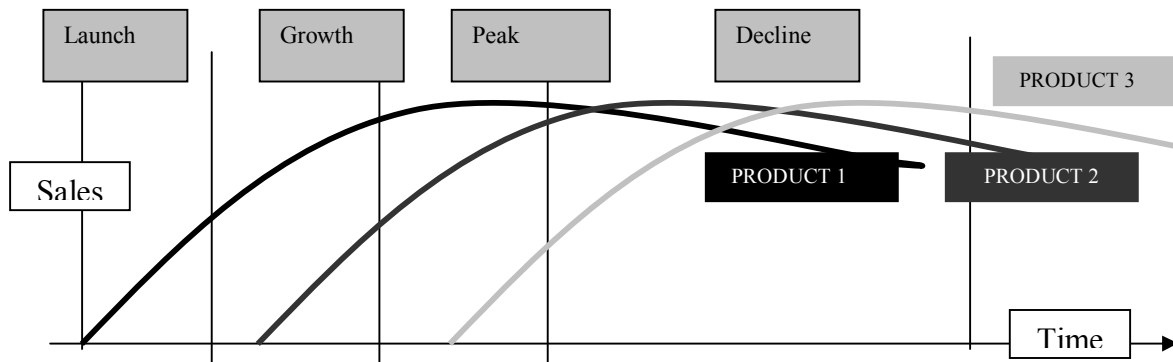 Launch
Growth
Peak
Decline
PRODUCT 3
Sales
PRODUCT 1
PRODUCT 2
Time